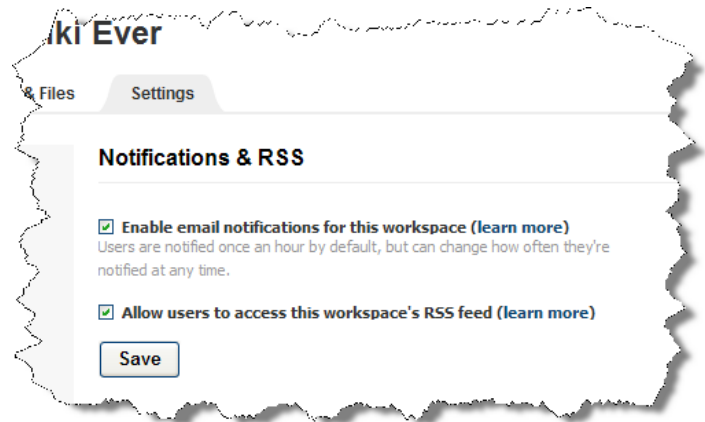 Ever
& Files Settings
Notifications & RSS
Enable email notifications for this workspace (learn more)
Users are notified once an hour by default, but can change how often they're
notified at any time.
Allow users to access this workspace's RSS feed (learn more)
Save